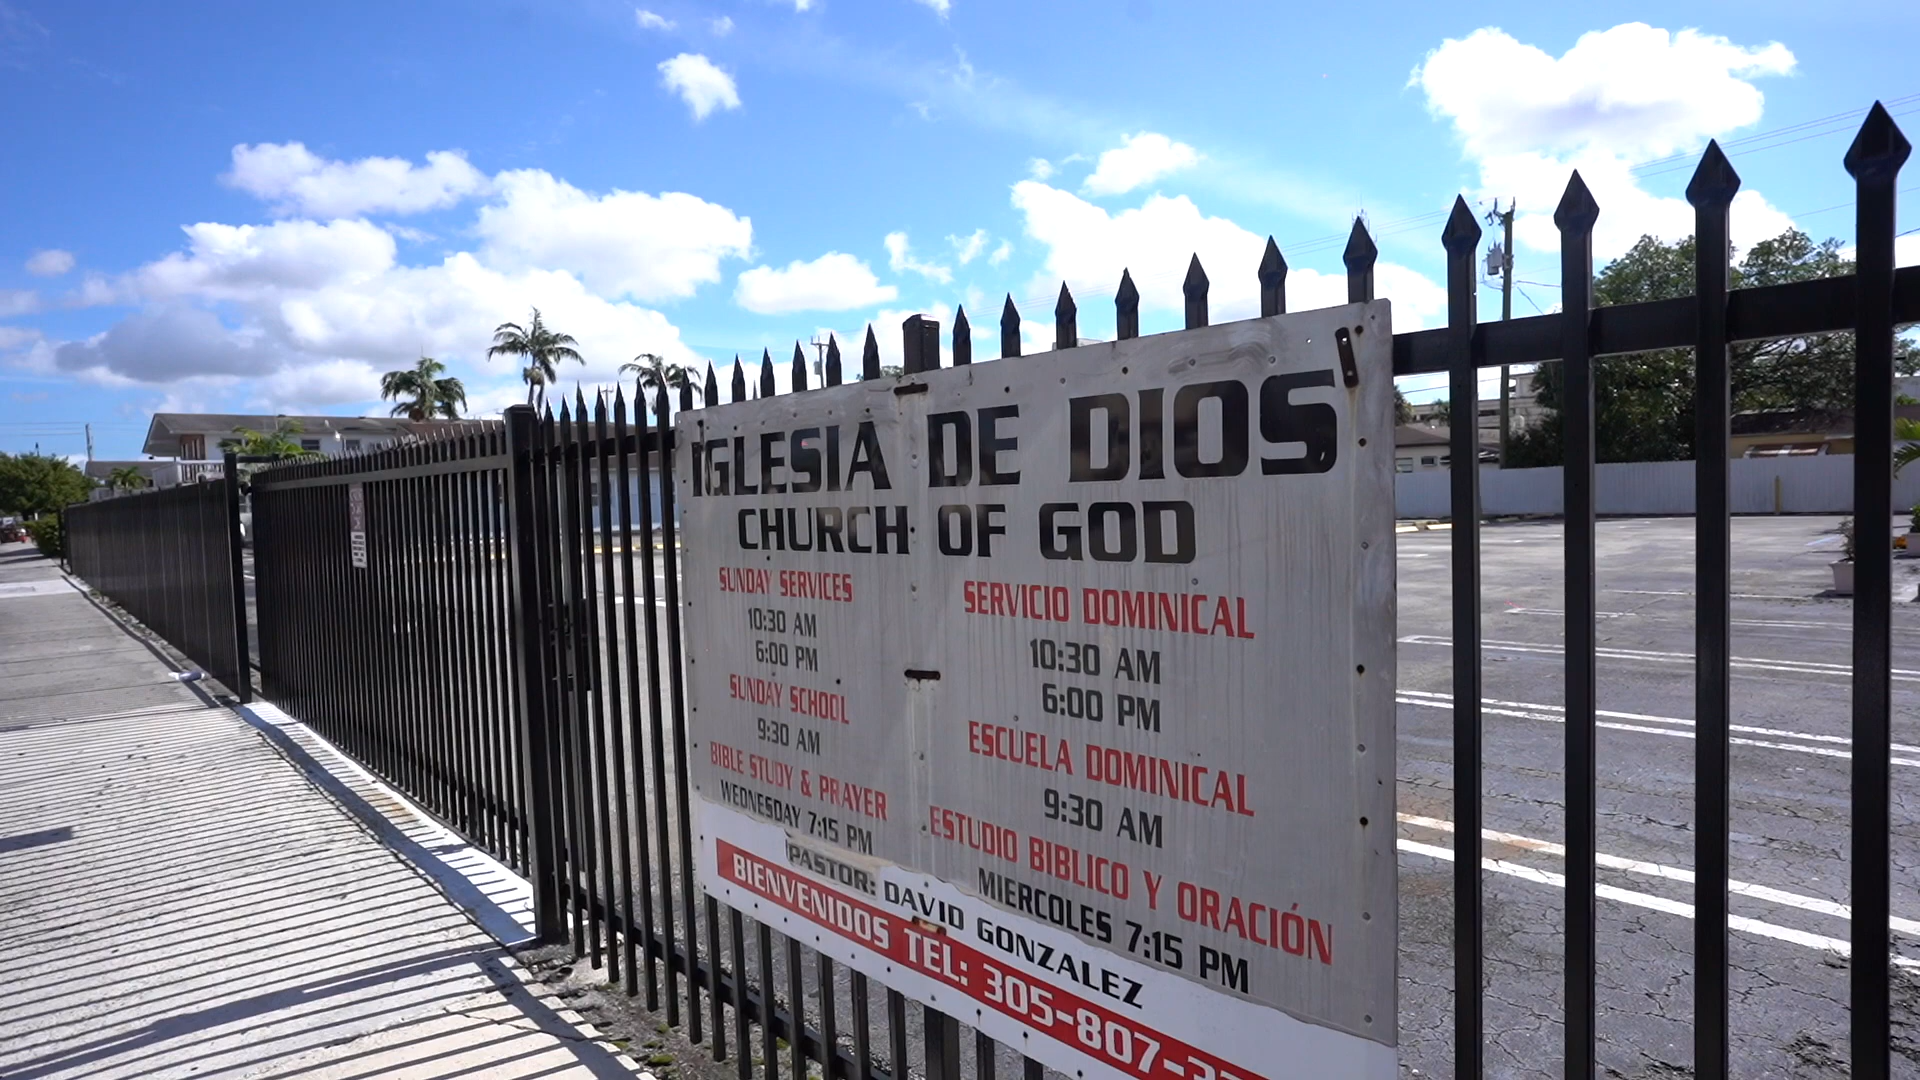 IGLESIA DE DIOS
CHURCH OF GOD
SUNDAY SERVICES
10:30 AM
6:00 PM
SUNDAY SCHOOL
9:30 AM
BIBLE STUDY & PRAYER
WEDNESDAY 7:15 PM
SERVICIO DOMINICAL
10:30 AM
6:00 PM
ESCUELA DOMINICAL
9:30 AM
ESTUDIO BIBLICO Y ORACIÓN
MIERCOLES 7:15 PM
PASTOR: DAVID GONZALEZ
BIENVENIDOS TEL: 305-807-